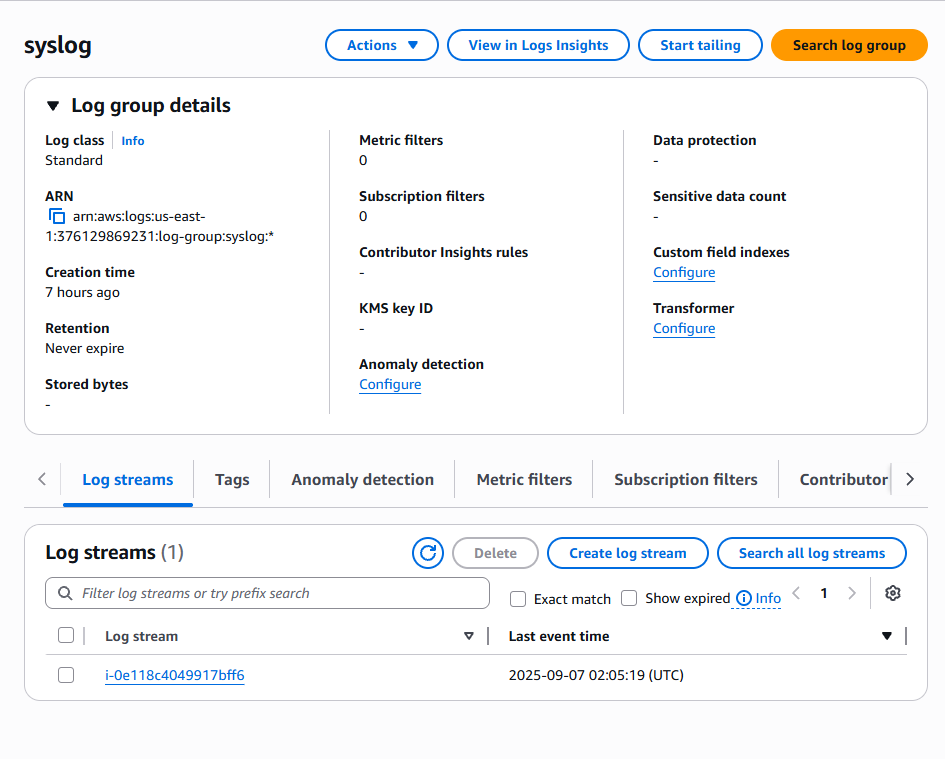 syslog
Actions
View in Logs Insights
Start tailing
Search log group
Log group details
Log class
Info
Standard
ARN
arn:aws:logs:us-east-
1:376129869231:log-group:syslog:*
Creation time
7 hours ago
Retention
Never expire
Stored bytes
-
Metric filters
0
Subscription filters
0
Contributor Insights rules
-
KMS key ID
-
Anomaly detection
Configure
Data protection
-
Sensitive data count
-
Custom field indexes
Configure
Transformer
Configure
Log streams
Tags
Anomaly detection
Metric filters
Subscription filters
Contributor
Log streams (1)
Delete
Create log stream
Search all log streams
Filter log streams or try prefix search
Exact match
Show expired
Info
1
Log stream
Last event time
i-0e118c4049917bff6
2025-09-07 02:05:19 (UTC)